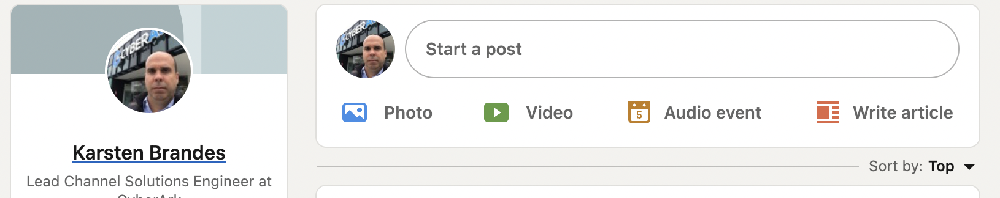 Karsten Brandes
Lead Channel Solutions Engineer at
CyberArk
Start a post
Photo
Video
5
Audio event
Write article
Sort by: Top